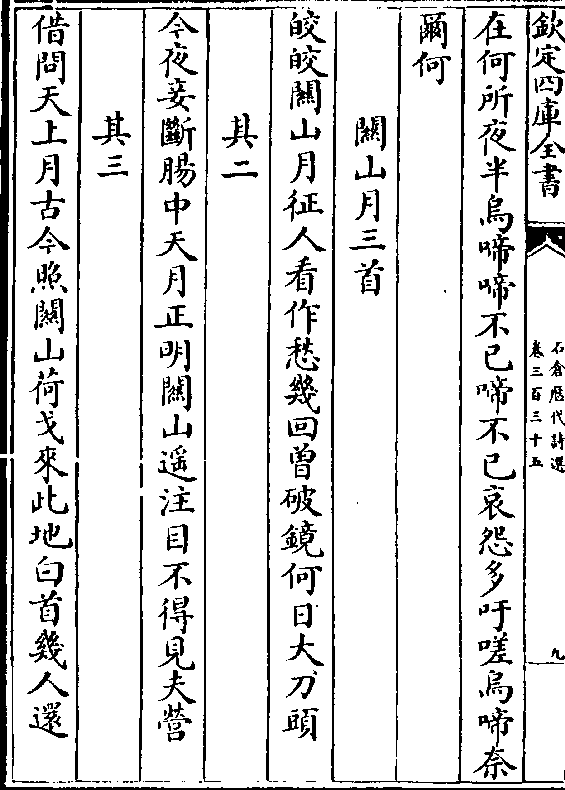 欽定四庫全書
石倉歴代詩選
卷三百三十五
九
在何所夜半烏啼啼不已啼不已哀怨多吁嗟烏啼奈
爾何
關山月三首
皎皎關山月征人看作愁幾回曾破鏡何日大刀頭
其二
今夜妾斷腸中天月正明關山遥注目不得見夫營
其三
借問天上月古今照關山荷戈來此地白首幾人還